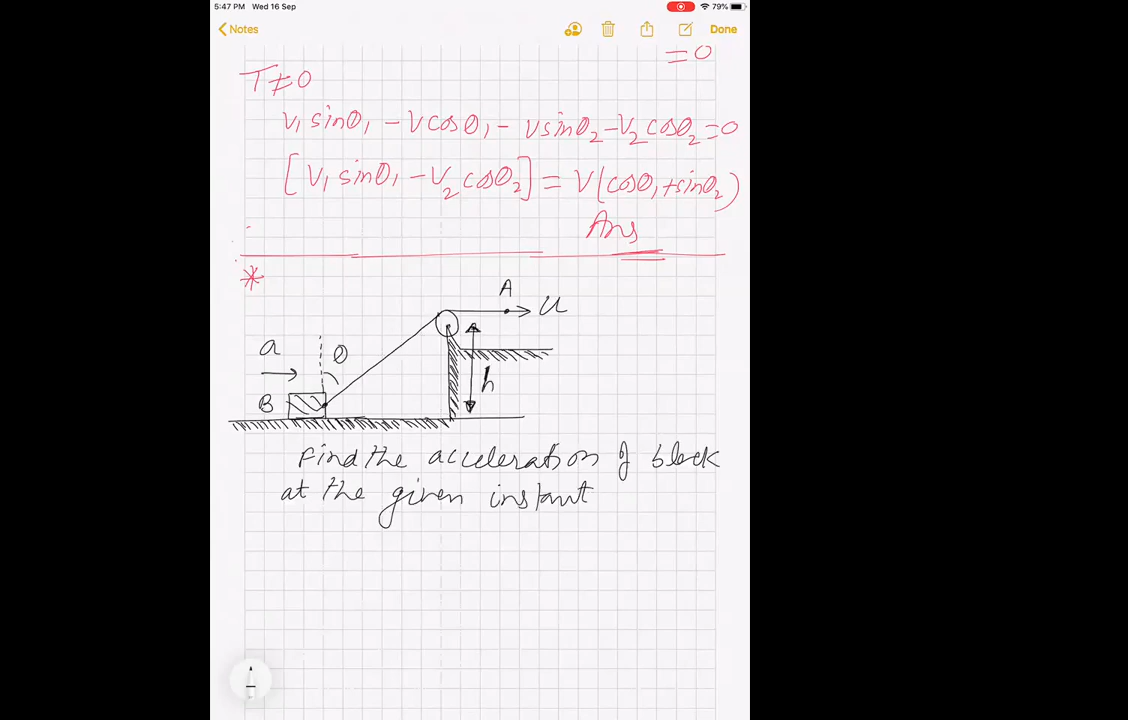 5:47 PM Wed 16 Sep
79%
Notes
Done
= 0
T ≠ 0
v₁ sinθ₁ - v cosθ₁ - v sinθ₂ - v₂ cosθ₂ = 0
[v₁ sinθ₁ - v₂ cosθ₂] = v(cosθ₁ + sinθ₂)
Ans
*
A
u
a
θ
h
B
Find the acceleration of block
at the given instant